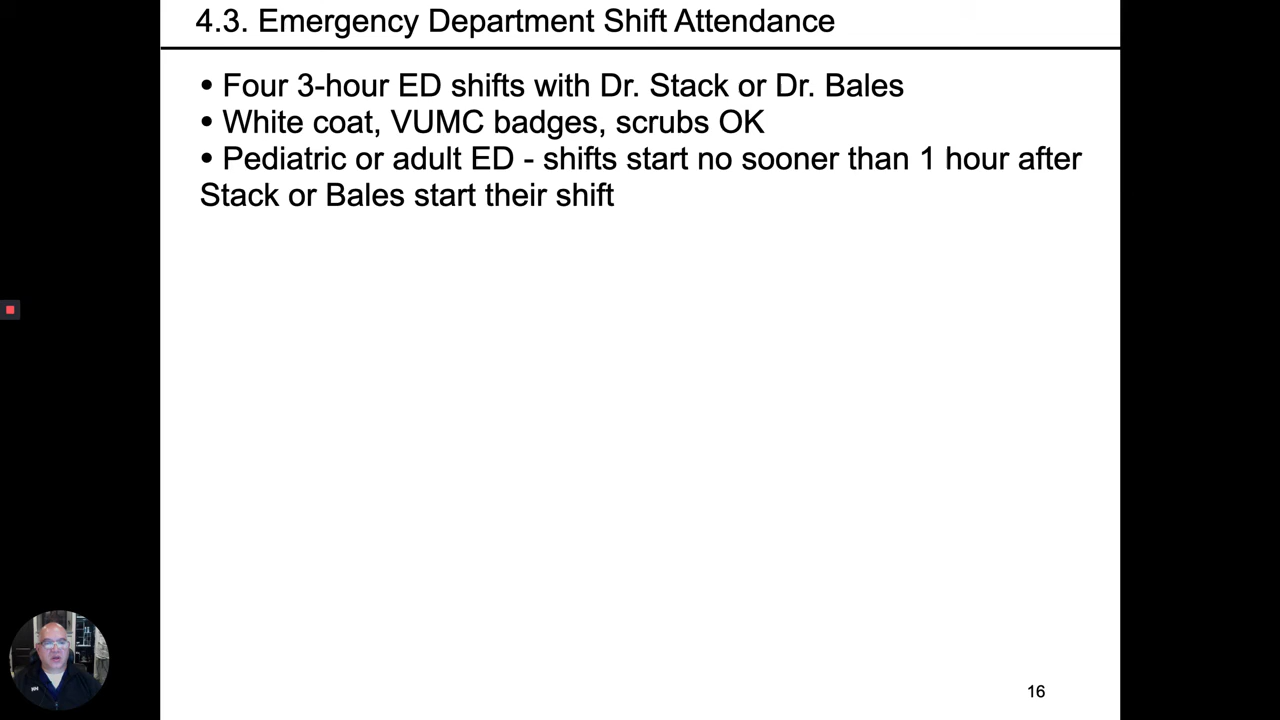 4.3. Emergency Department Shift Attendance
• Four 3-hour ED shifts with Dr. Stack or Dr. Bales
• White coat, VUMC badges, scrubs OK
• Pediatric or adult ED - shifts start no sooner than 1 hour after
Stack or Bales start their shift
16